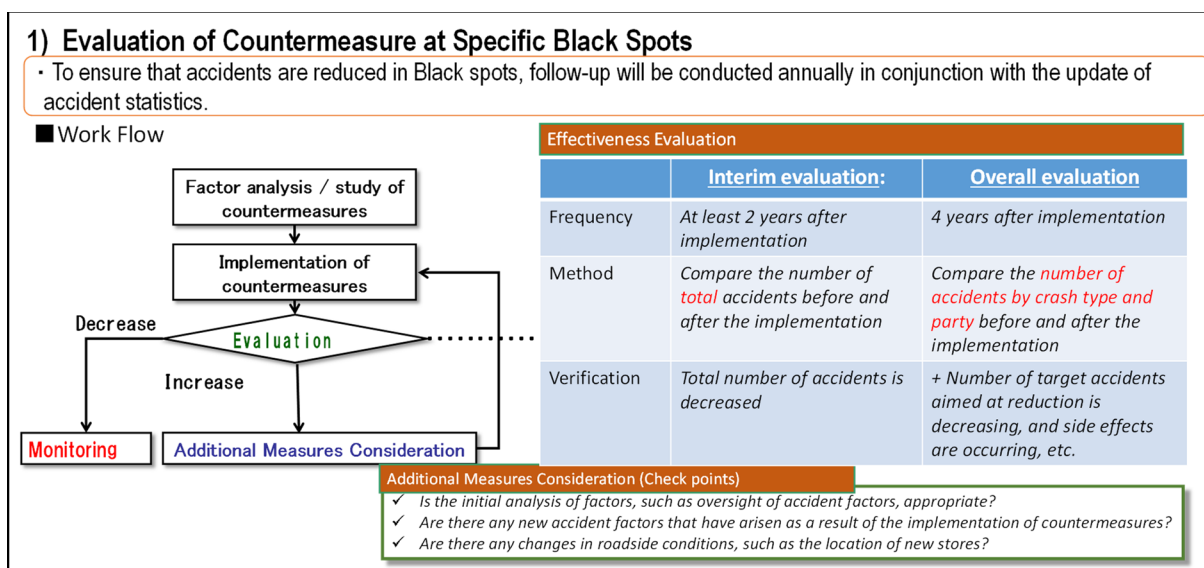 1) Evaluation of Countermeasure at Specific Black Spots
・To ensure that accidents are reduced in Black spots, follow-up will be conducted annually in conjunction with the update of
accident statistics.
■Work Flow
Factor analysis / study of
countermeasures
Implementation of
countermeasures
Decrease
Evaluation
Increase
Monitoring
Additional Measures Consideration
Effectiveness Evaluation
Interim evaluation:
Overall evaluation
Frequency
At least 2 years after
implementation
4 years after implementation
Method
Compare the number of
total accidents before and
after the implementation
Compare the number of
accidents by crash type and
party before and after the
implementation
Verification
Total number of accidents is
decreased
+ Number of target accidents
aimed at reduction is
decreasing, and side effects
are occurring, etc.
Additional Measures Consideration (Check points)
✓ Is the initial analysis of factors, such as oversight of accident factors, appropriate?
✓ Are there any new accident factors that have arisen as a result of the implementation of countermeasures?
✓ Are there any changes in roadside conditions, such as the location of new stores?